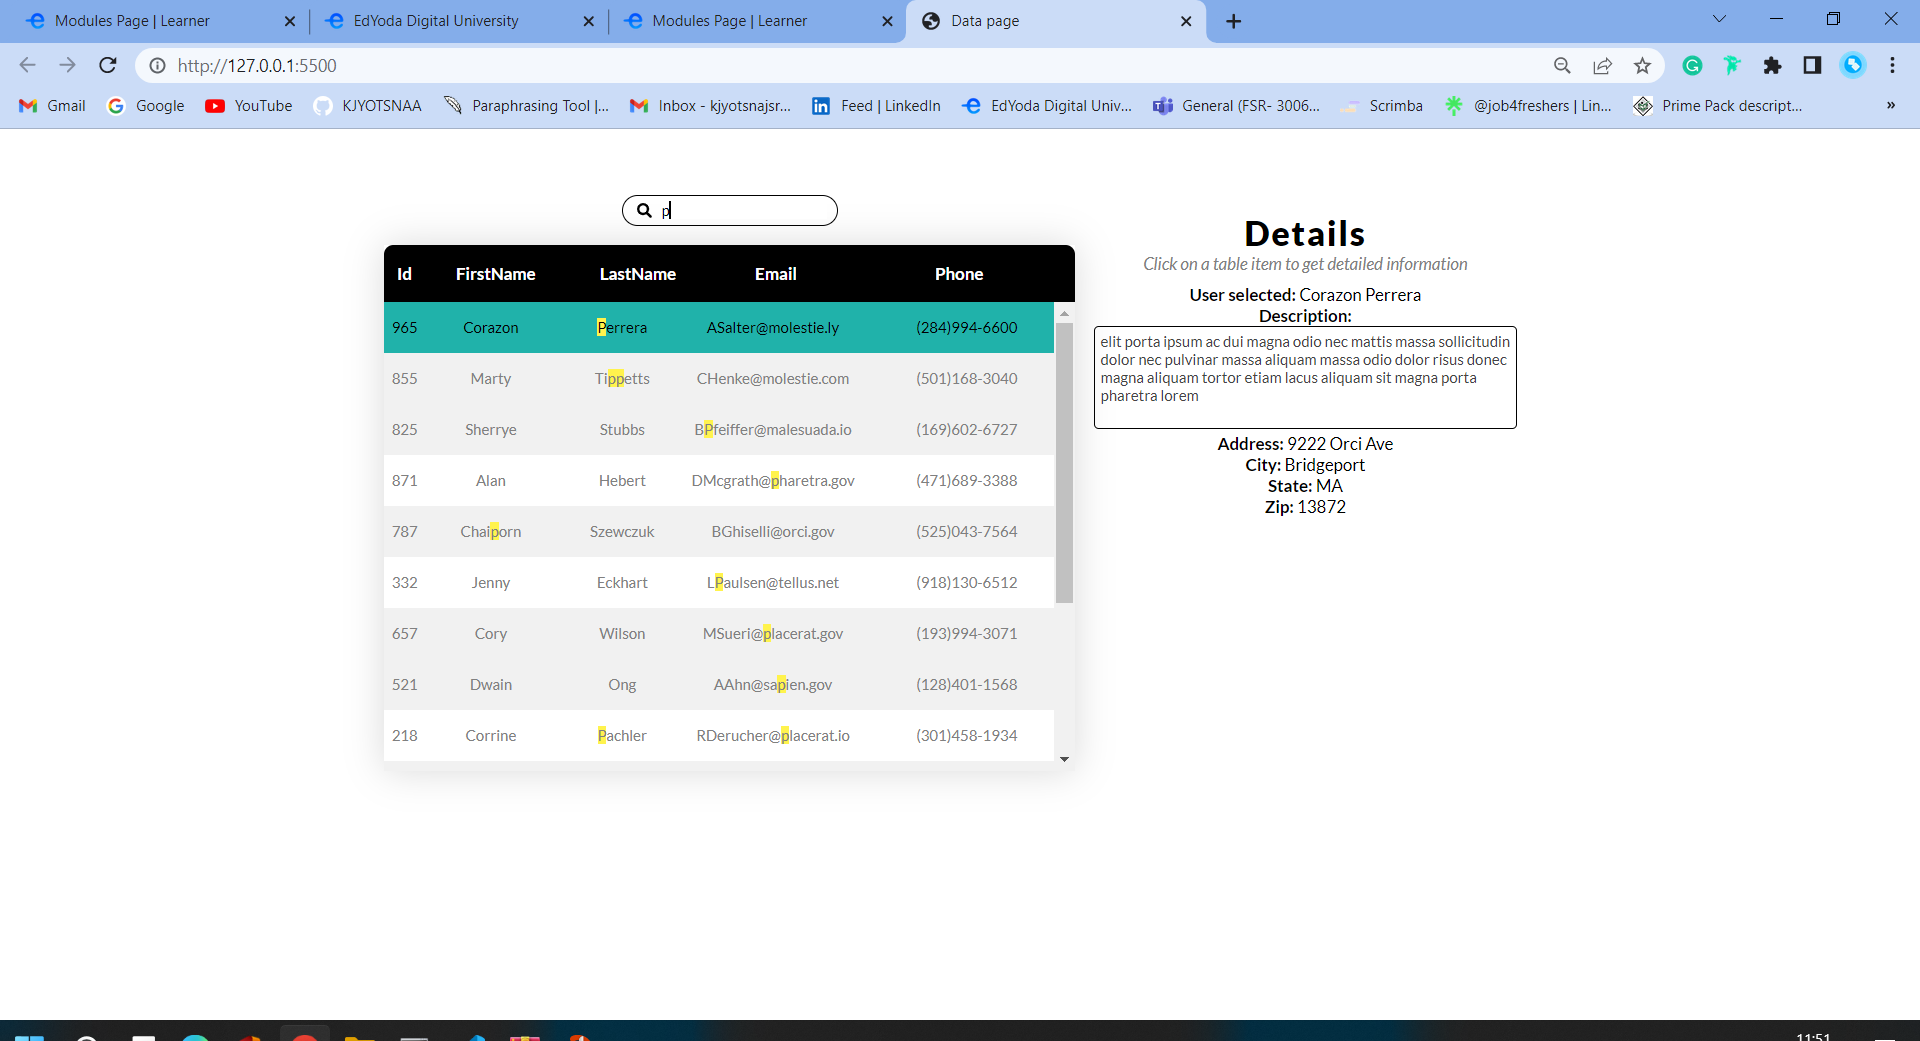 Modules Page | Learner
EdYoda Digital University
Modules Page | Learner
Data page
http://127.0.0.1:5500
Gmail
Google
YouTube
KJYOTSNAA
Paraphrasing Tool |...
Inbox - kjyotsnajsr...
Feed | LinkedIn
EdYoda Digital Univ...
General (FSR- 3006...
Scrimba
@job4freshers | Lin...
Prime Pack descript...
»
p
Id FirstName LastName Email Phone
965 Corazon Perrera ASalter@molestie.ly (284)994-6600
855 Marty Tippetts CHenke@molestie.com (501)168-3040
825 Sherrye Stubbs BPfeiffer@malesuada.io (169)602-6727
871 Alan Hebert DMcgrath@pharetra.gov (471)689-3388
787 Chaiporn Szewczuk BGhiselli@orci.gov (525)043-7564
332 Jenny Eckhart LPaulsen@tellus.net (918)130-6512
657 Cory Wilson MSueri@placerat.gov (193)994-3071
521 Dwain Ong AAhn@sapien.gov (128)401-1568
218 Corrine Pachler RDerucher@placerat.io (301)458-1934
Details
Click on a table item to get detailed information
User selected: Corazon Perrera
Description:
elit porta ipsum ac dui magna odio nec mattis massa sollicitudin
dolor nec pulvinar massa aliquam massa odio dolor risus donec
magna aliquam tortor etiam lacus aliquam sit magna porta
pharetra lorem
Address: 9222 Orci Ave
City: Bridgeport
State: MA
Zip: 13872
11:51